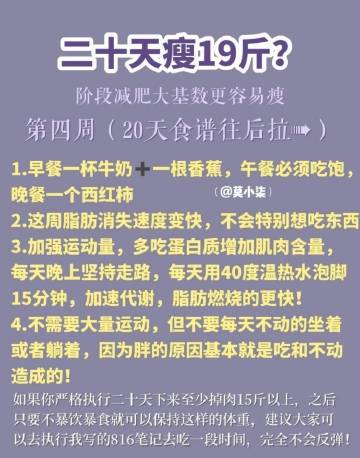 二十天瘦19斤？
阶段减肥大基数更容易瘦
第四周（20天食谱往后拉➠）
1.早餐一杯牛奶➕一根香蕉，午餐必须吃饱，
晚餐一个西红柿
（@莫小柒）
2.这周脂肪消失速度变快，不会特别想吃东西
3.加强运动量，多吃蛋白质增加肌肉含量，
每天晚上坚持走路，每天用40度温热水泡脚
15分钟，加速代谢，脂肪燃烧的更快！
4.不需要大量运动，但不要每天不动的坐着
或者躺着，因为胖的原因基本就是吃和不动
造成的！
如果你严格执行二十天下来至少掉肉15斤以上，之后
只要不暴饮暴食就可以保持这样的体重，建议大家可
以去执行我写的816笔记去吃一段时间，完全不会反弹！